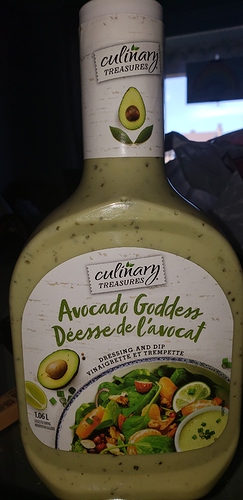 culinary
TREASURES
culinary
TREASURES
Avocado Goddess
Déesse de l'avocat
DRESSING AND DIP
VINAIGRETTE ET TREMPETTE
1.06 L